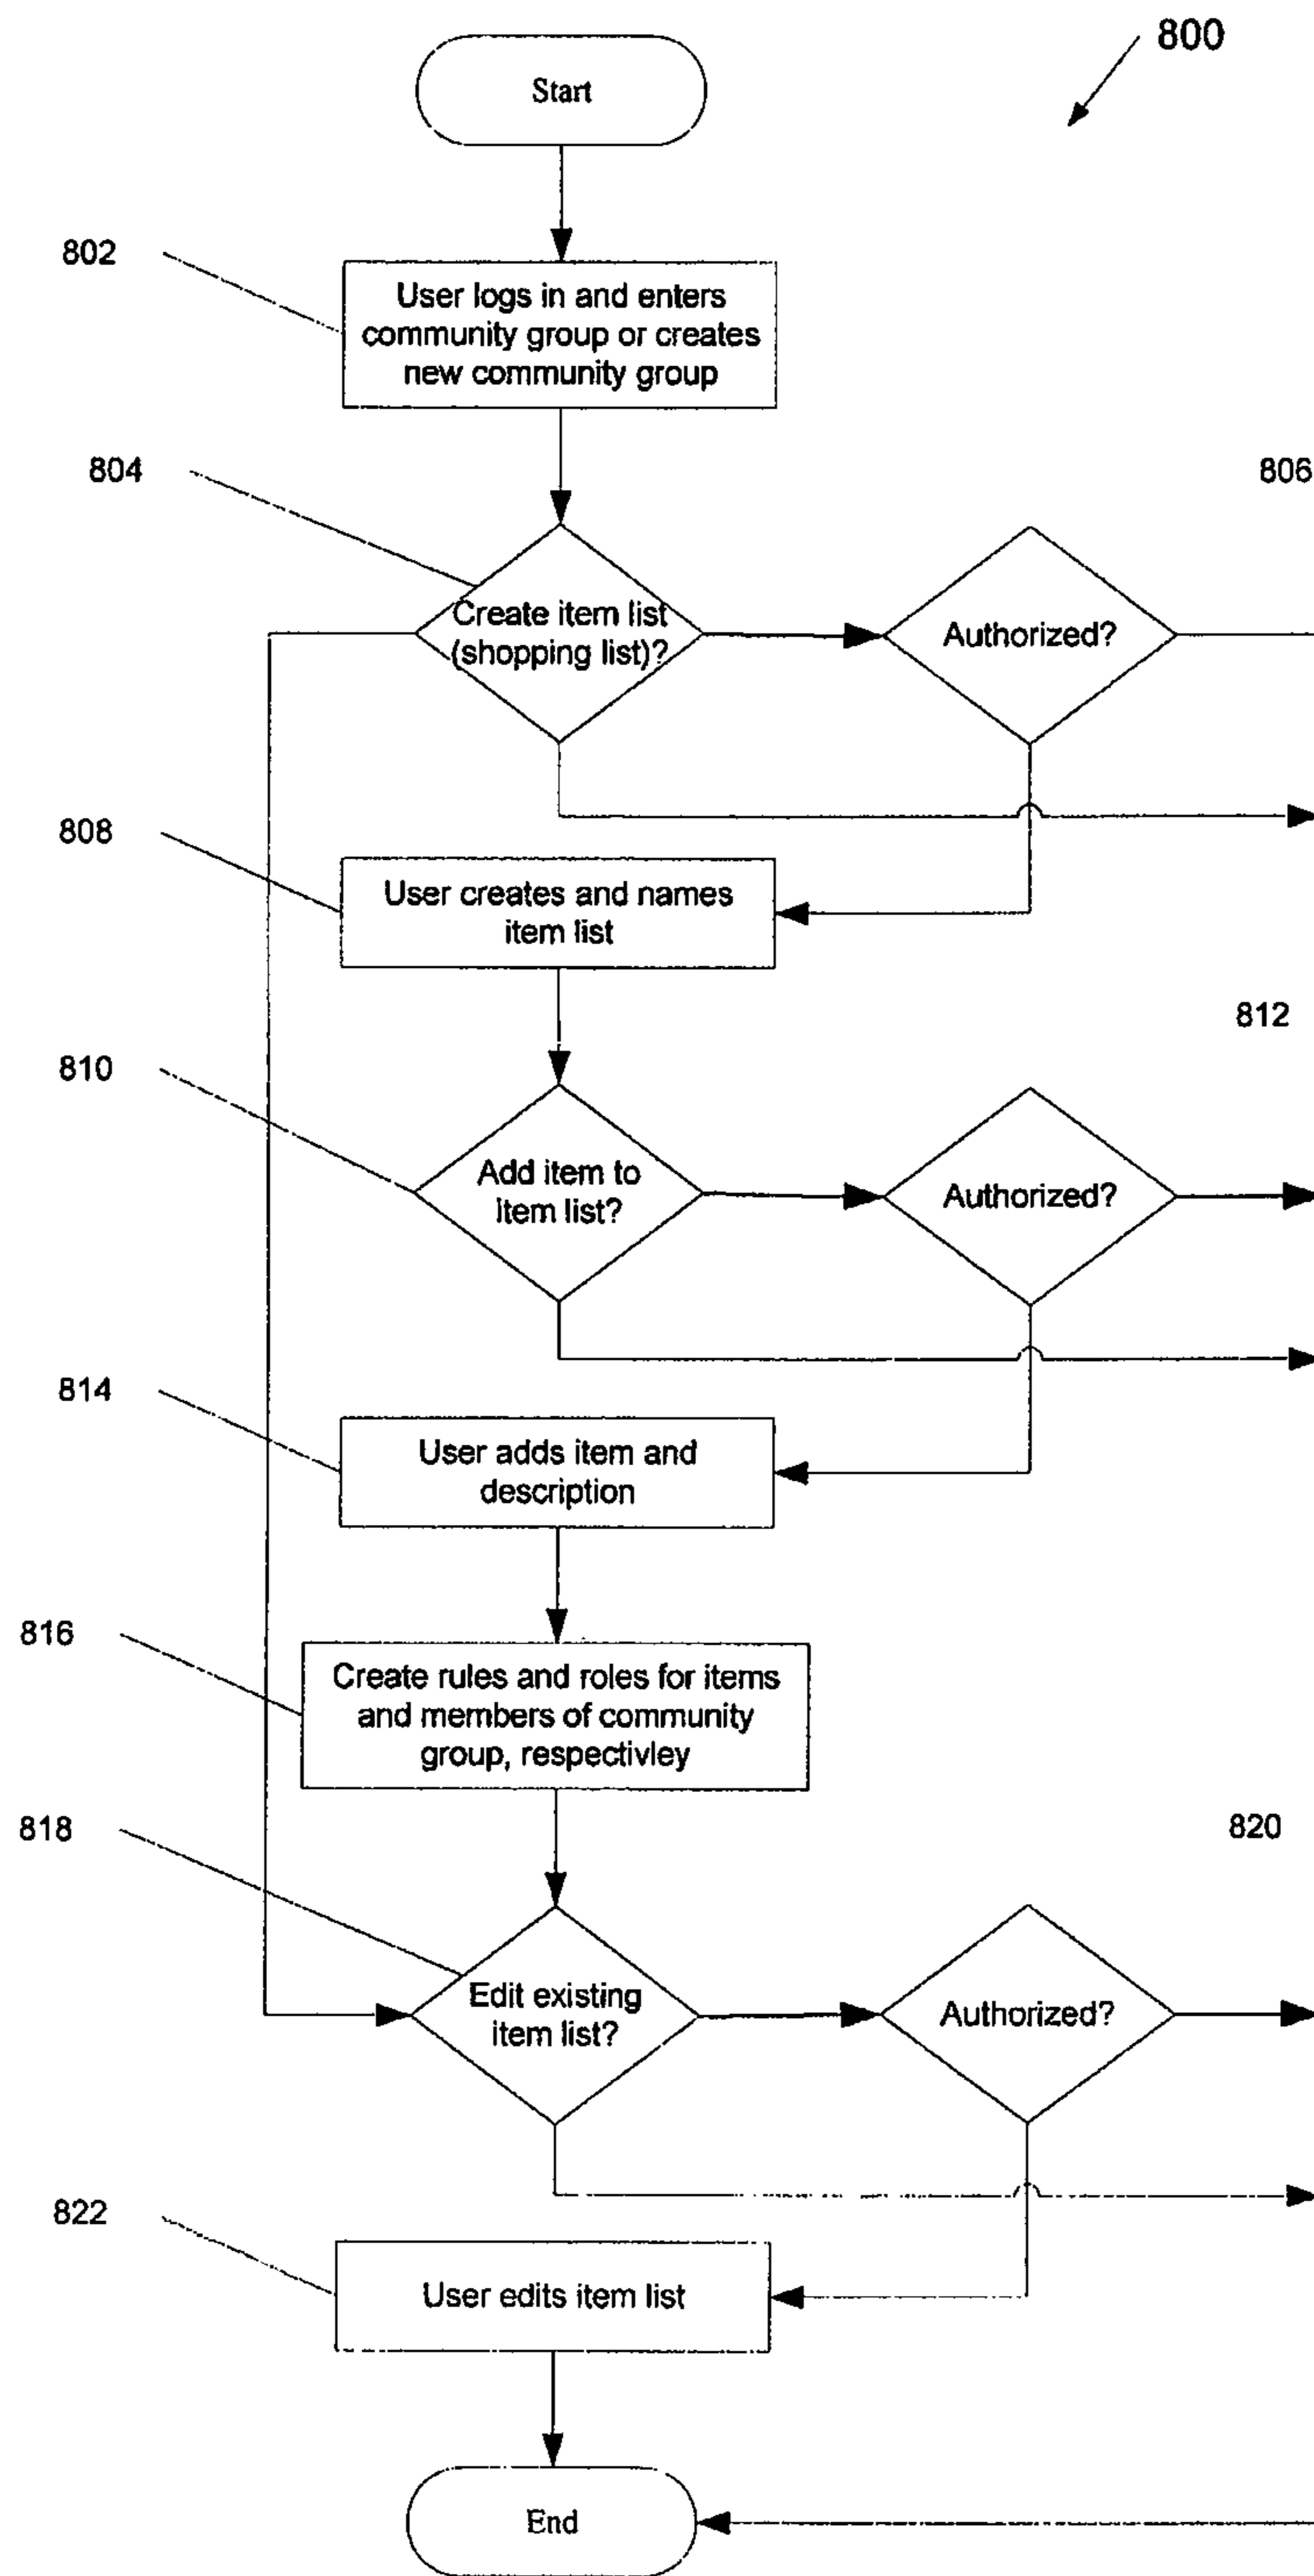 800
Start
802
User logs in and enters
community group or creates
new community group
804
806
Create item list
(shopping list)?
Authorized?
808
User creates and names
item list
812
810
Add item to
item list?
Authorized?
814
User adds item and
description
816
Create rules and roles for items
and members of community
group, respectivley
818
820
Edit existing
item list?
Authorized?
822
User edits item list
End